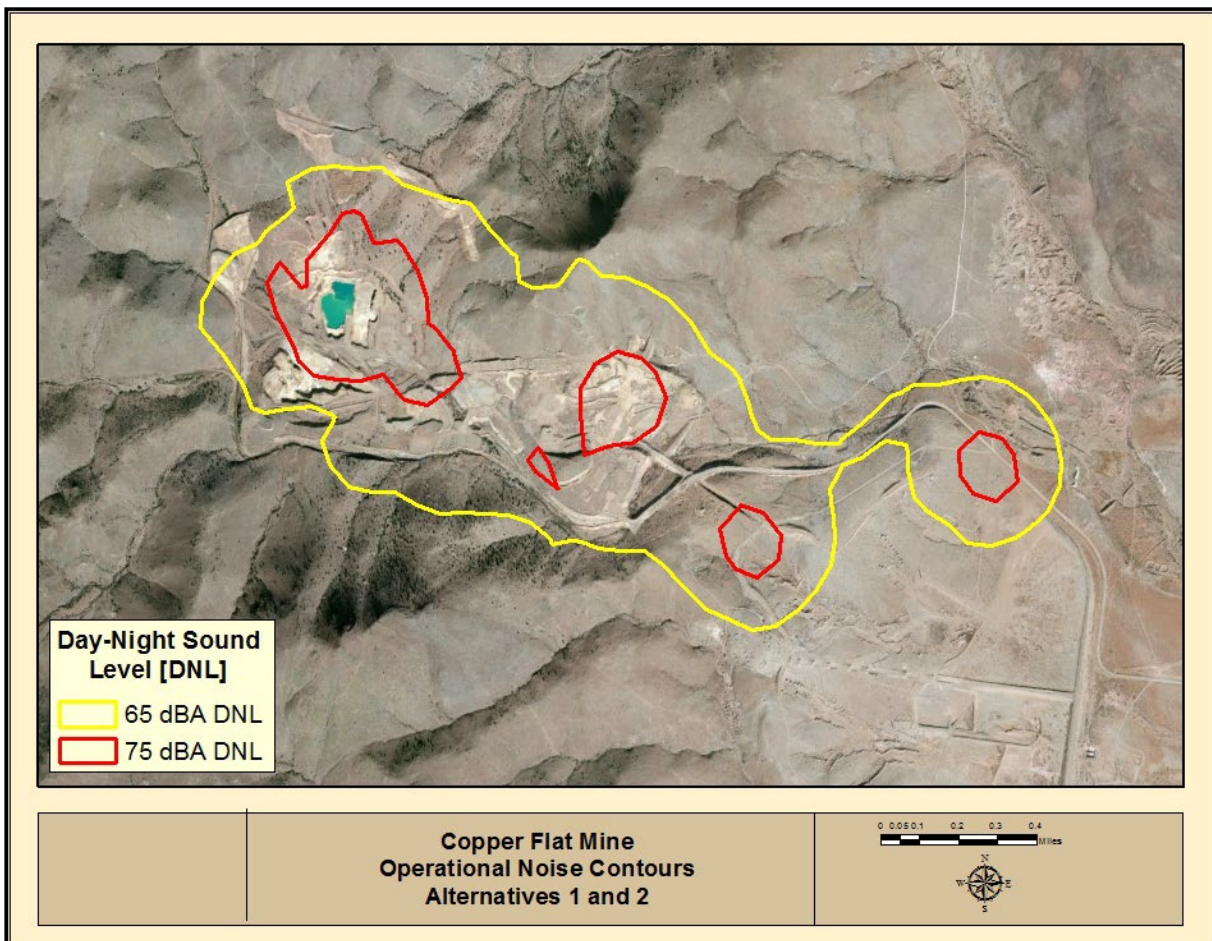 Day-Night Sound
Level [DNL]
65 dBA DNL
75 dBA DNL
Copper Flat Mine
Operational Noise Contours
Alternatives 1 and 2
0 0.05 0.1 0.2 0.3 0.4
Miles
N
W E
S